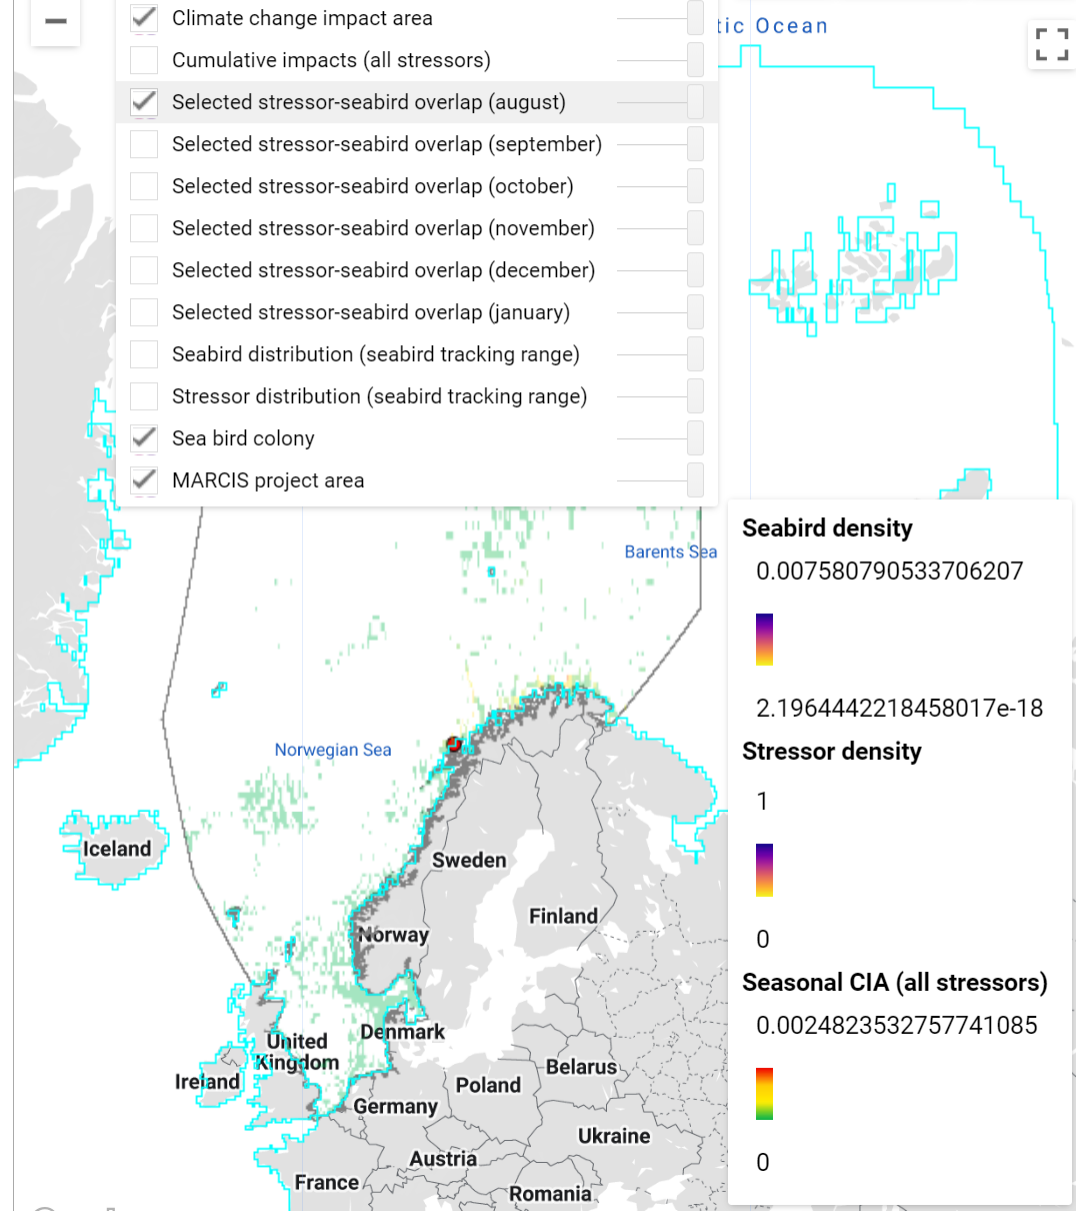 Climate change impact area
tic Ocean
Cumulative impacts (all stressors)
Selected stressor-seabird overlap (august)
Selected stressor-seabird overlap (september)
Selected stressor-seabird overlap (october)
Selected stressor-seabird overlap (november)
Selected stressor-seabird overlap (december)
Selected stressor-seabird overlap (january)
Seabird distribution (seabird tracking range)
Stressor distribution (seabird tracking range)
Sea bird colony
MARCIS project area
Barents Sea
Norwegian Sea
Iceland
Sweden
Finland
Norway
Denmark
United
Kingdom
Ireland
Belarus
Poland
Germany
Ukraine
Austria
France
Romania
Seabird density
0.007580790533706207
2.1964442218458017e-18
Stressor density
1
0
Seasonal CIA (all stressors)
0.0024823532757741085
0